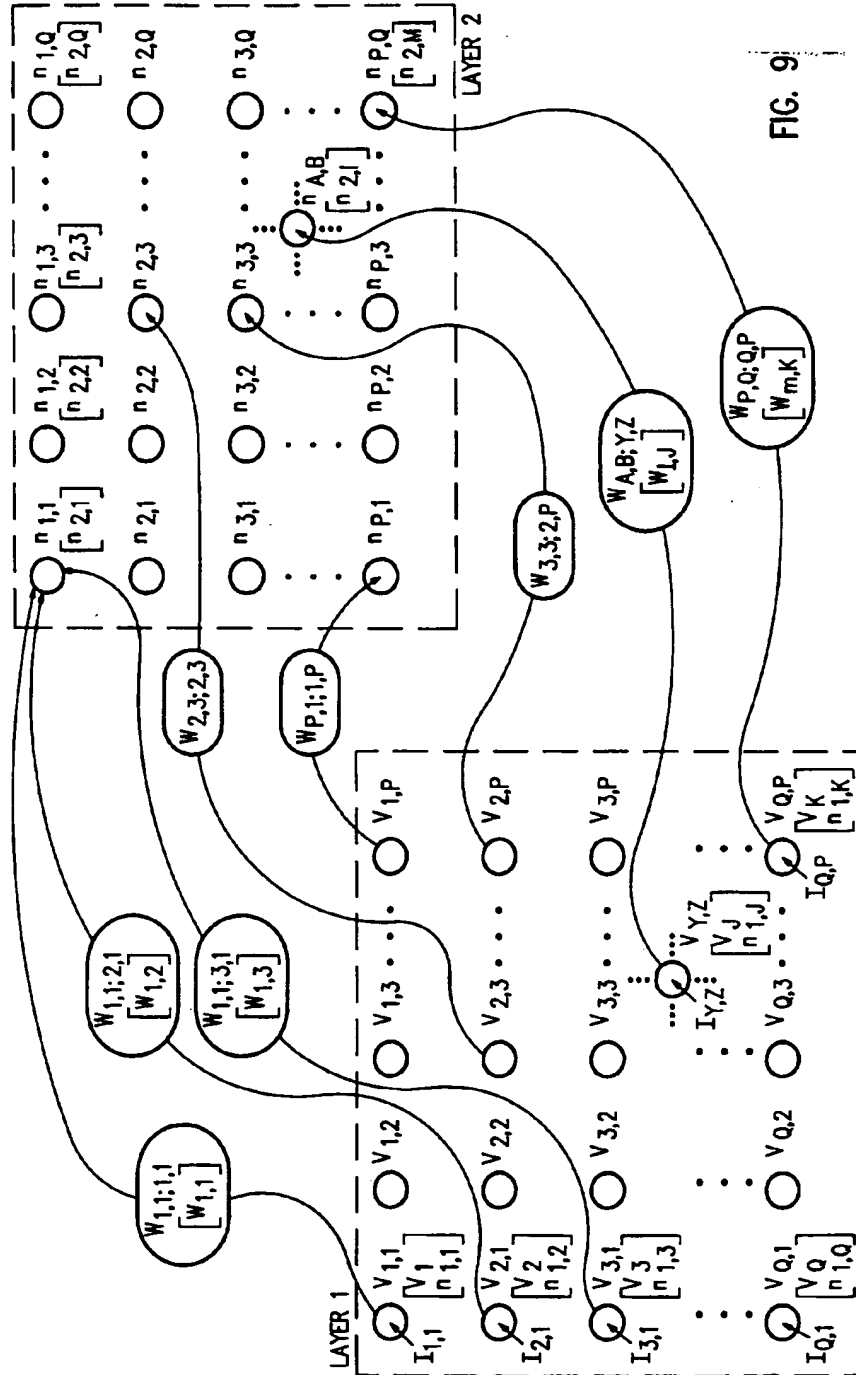 LAYER 1
V1,1 V1,2 V1,3 V1,P
[V1
n1,1]
I1,1
V2,1 V2,2 V2,3 V2,P
[V2
n1,2]
I2,1
V3,1 V3,2 V3,3 V3,P
[V3
n1,3]
I3,1
VY,Z
[VJ
n1,J]
IY,Z
VQ,1 VQ,2 VQ,3 VQ,P
[VQ
n1,Q]
[VK
n1,K]
IQ,1
IQ,P
W1,1;1,1
[W1,1]
W1,1;2,1
[W1,2]
W1,1;3,1
[W1,3]
W2,3;2,3
WP,1;1,P
W3,3;2,P
WA,B;Y,Z
[WI,J]
WP,Q;Q,P
[Wm,K]
n1,1 n1,2 n1,3 n1,Q
[n2,1] [n2,2] [n2,3] [n2,Q]
n2,1 n2,2 n2,3 n2,Q
n3,1 n3,2 n3,3 n3,Q
nA,B
[n2,I]
nP,1 nP,2 nP,3 nP,Q
[n2,M]
LAYER 2
FIG. 9